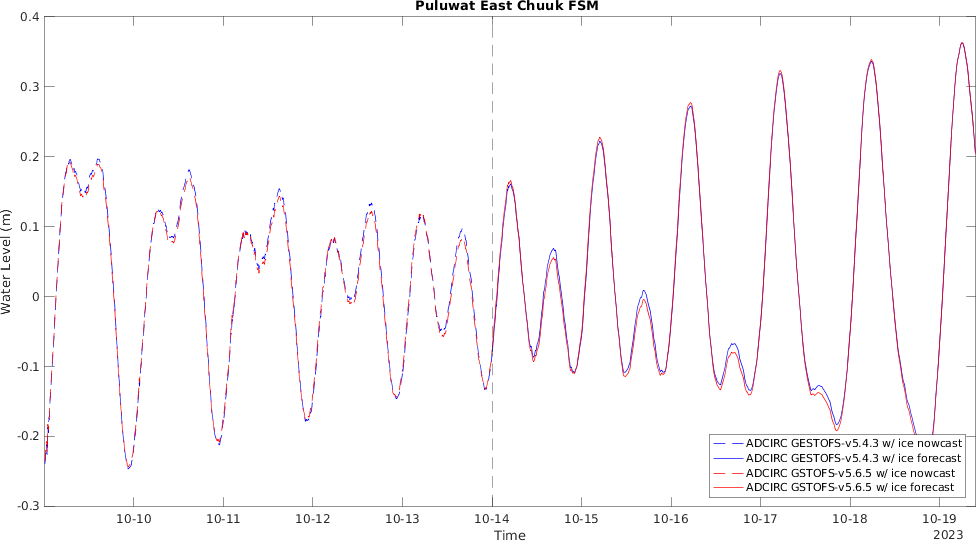 Puluwat East Chuuk FSM
0.4
0.3
0.2
0.1
0
-0.1
-0.2
-0.3
Water Level (m)
ADCIRC GESTOFS-v5.4.3 w/ ice nowcast
ADCIRC GESTOFS-v5.4.3 w/ ice forecast
ADCIRC GSTOFS-v5.6.5 w/ ice nowcast
ADCIRC GSTOFS-v5.6.5 w/ ice forecast
10-10 10-11 10-12 10-13 10-14 10-15 10-16 10-17 10-18 10-19
Time
2023